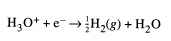 H₃O⁺ + e⁻ → ½H₂(g) + H₂O